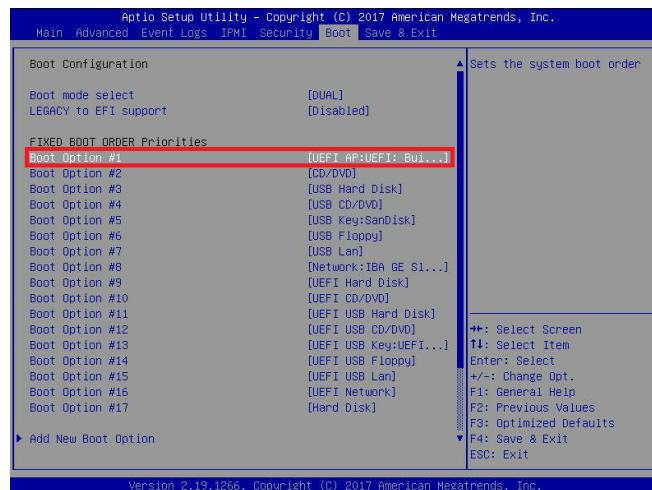 Aptio Setup Utility – Copyright (C) 2017 American Megatrends, Inc.
Main Advanced Event Logs IPMI Security Boot Save & Exit
Boot Configuration
Sets the system boot order
Boot mode select [DUAL]
LEGACY to EFI support [Disabled]
FIXED BOOT ORDER Priorities
Boot Option #1 [UEFI AP:UEFI: Bui...]
Boot Option #2 [CD/DVD]
Boot Option #3 [USB Hard Disk]
Boot Option #4 [USB CD/DVD]
Boot Option #5 [USB Key:SanDisk]
Boot Option #6 [USB Floppy]
Boot Option #7 [USB Lan]
Boot Option #8 [Network:IBA GE Sl...]
Boot Option #9 [UEFI Hard Disk]
Boot Option #10 [UEFI CD/DVD]
Boot Option #11 [UEFI USB Hard Disk]
Boot Option #12 [UEFI USB CD/DVD]
Boot Option #13 [UEFI USB Key:UEFI...]
Boot Option #14 [UEFI USB Floppy]
Boot Option #15 [UEFI USB Lan]
Boot Option #16 [UEFI Network]
Boot Option #17 [Hard Disk]
Add New Boot Option
→←: Select Screen
↑↓: Select Item
Enter: Select
+/-: Change Opt.
F1: General Help
F2: Previous Values
F3: Optimized Defaults
F4: Save & Exit
ESC: Exit
Version 2.19.1266. Copyright (C) 2017 American Megatrends, Inc.